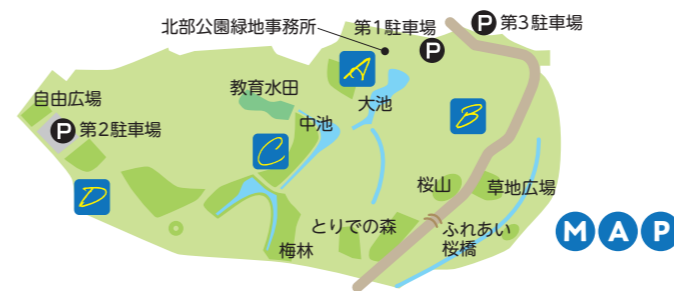 北部公園緑地事務所
第1駐車場
P
P
第3駐車場
A
大池
教育水田
中池
B
C
自由広場
P
第2駐車場
D
桜山
草地広場
とりでの森
梅林
ふれあい
桜橋
MAP